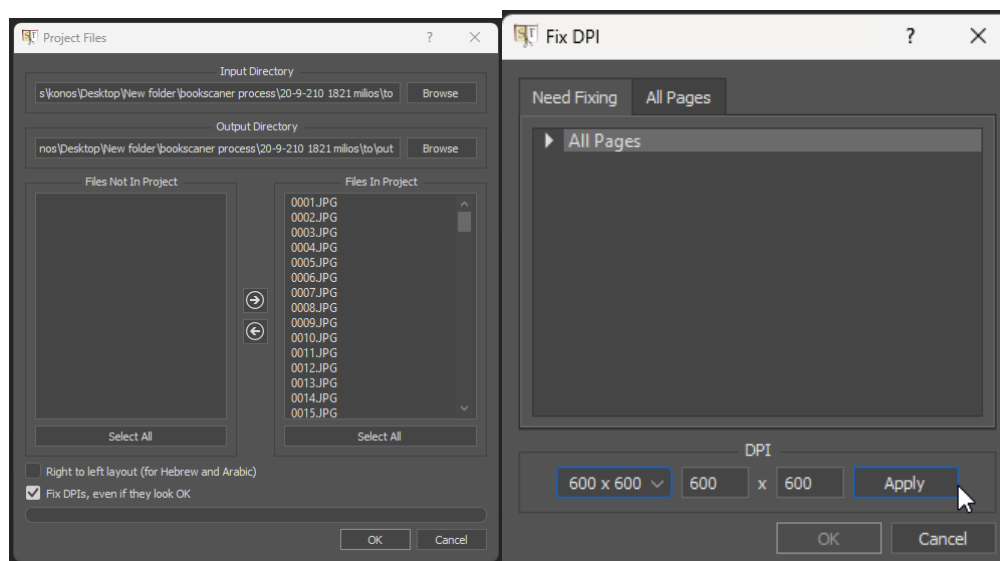 Project Files
Input Directory
s\konos\Desktop\New folder\bookscaner process\20-9-210 1821 milios\to
Browse
Output Directory
nos\Desktop\New folder\bookscaner process\20-9-210 1821 milios\to\out
Browse
Files Not In Project
Select All
Files In Project
0001.JPG
0002.JPG
0003.JPG
0004.JPG
0005.JPG
0006.JPG
0007.JPG
0008.JPG
0009.JPG
0010.JPG
0011.JPG
0012.JPG
0013.JPG
0014.JPG
0015.JPG
Select All
Right to left layout (for Hebrew and Arabic)
Fix DPIs, even if they look OK
OK
Cancel
Fix DPI
Need Fixing
All Pages
All Pages
DPI
600 x 600
600
x
600
Apply
OK
Cancel